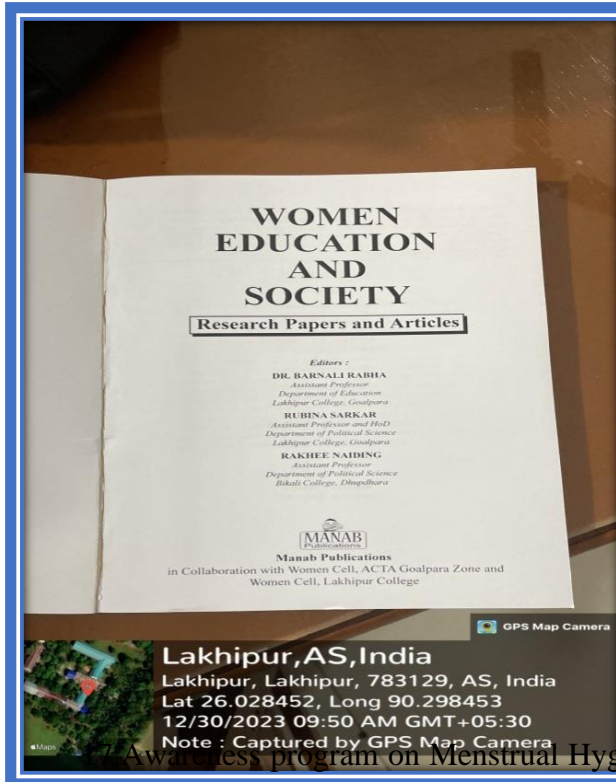 WOMEN
EDUCATION
AND
SOCIETY
Research Papers and Articles
Editors :
DR. BARNALI RABHA
Assistant Professor
Department of Education
Lakhipur College, Goalpara
RUBINA SARKAR
Assistant Professor and HoD
Department of Political Science
Lakhipur College, Goalpara
RAKHEE NAIDING
Assistant Professor
Department of Political Science
Bikali College, Dhupdhara
MANAB
Publications
Manab Publications
in Collaboration with Women Cell, ACTA Goalpara Zone and
Women Cell, Lakhipur College
GPS Map Camera
Lakhipur,AS,India
Lakhipur, Lakhipur, 783129, AS, India
Lat 26.028452, Long 90.298453
12/30/2023 09:50 AM GMT+05:30
Note : Captured by GPS Map Camera
Maps
17.Awareness program on Menstrual Hyg